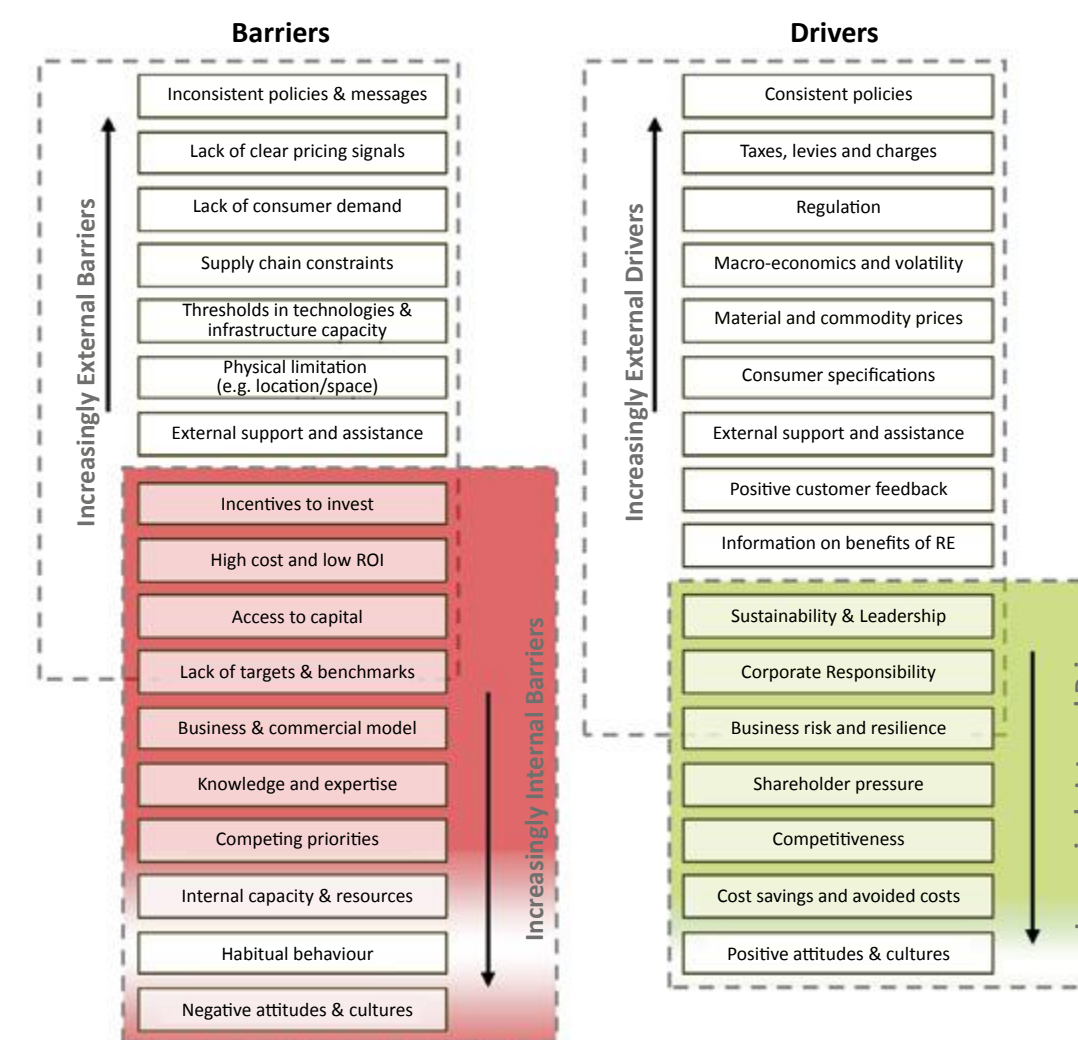 Barriers
Inconsistent policies & messages
Lack of clear pricing signals
Lack of consumer demand
Supply chain constraints
Thresholds in technologies &
infrastructure capacity
Physical limitation
(e.g. location/space)
External support and assistance
Incentives to invest
High cost and low ROI
Access to capital
Lack of targets & benchmarks
Business & commercial model
Knowledge and expertise
Competing priorities
Internal capacity & resources
Habitual behaviour
Negative attitudes & cultures
Increasingly External Barriers
Increasingly Internal Barriers
Drivers
Consistent policies
Taxes, levies and charges
Regulation
Macro-economics and volatility
Material and commodity prices
Consumer specifications
External support and assistance
Positive customer feedback
Information on benefits of RE
Sustainability & Leadership
Corporate Responsibility
Business risk and resilience
Shareholder pressure
Competitiveness
Cost savings and avoided costs
Positive attitudes & cultures
Increasingly External Drivers